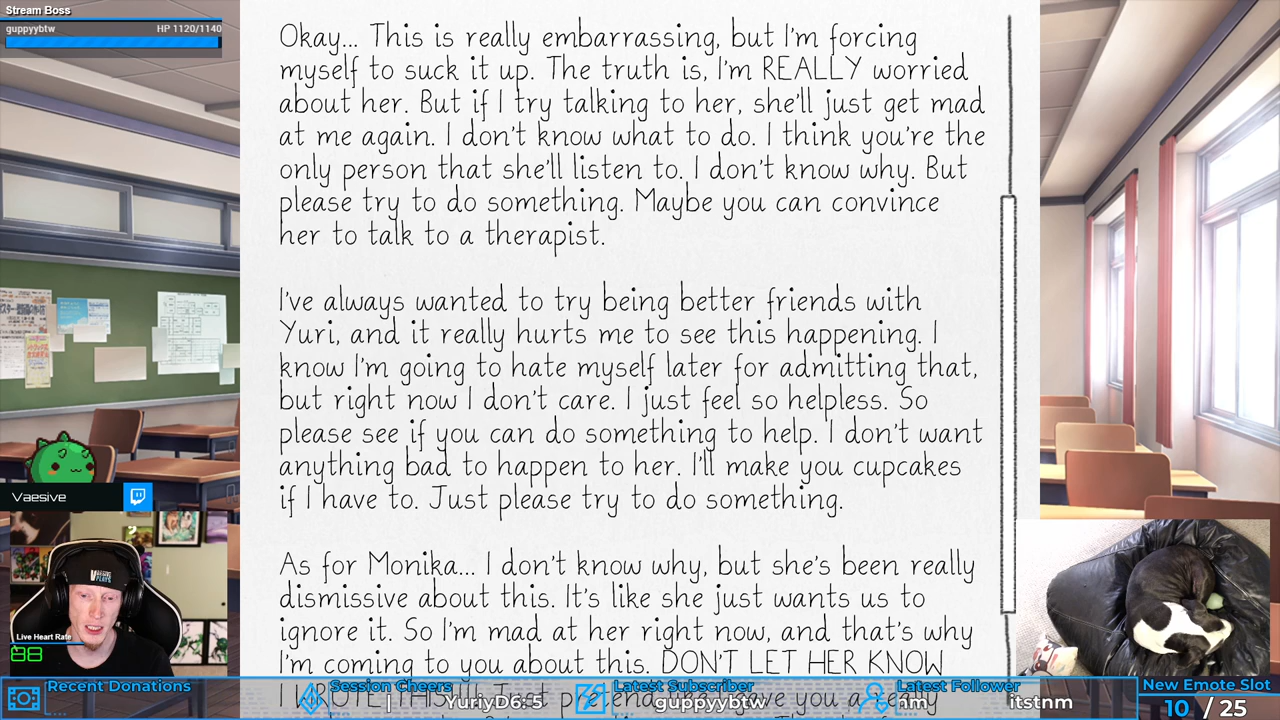 Stream Boss
guppyybtw HP 1120/1140
Okay... This is really embarrassing, but I'm forcing
myself to suck it up. The truth is, I'm REALLY worried
about her. But if I try talking to her, she'll just get mad
at me again. I don't know what to do. I think you're the
only person that she'll listen to. I don't know why. But
please try to do something. Maybe you can convince
her to talk to a therapist.
I've always wanted to try being better friends with
Yuri, and it really hurts me to see this happening. I
know I'm going to hate myself later for admitting that,
but right now I don't care. I just feel so helpless. So
please see if you can do something to help. I don't want
anything bad to happen to her. I'll make you cupcakes
if I have to. Just please try to do something.
As for Monika... I don't know why, but she's been really
dismissive about this. It's like she just wants us to
ignore it. So I'm mad at her right now, and that's why
I'm coming to you about this. DON'T LET HER KNOW
Vaesive
Live Heart Rate
88
Recent Donations
Session Cheers
YuriyD6: 5
Latest Subscriber
guppyybtw
Latest Follower
itstnm
New Emote Slot
10 / 25